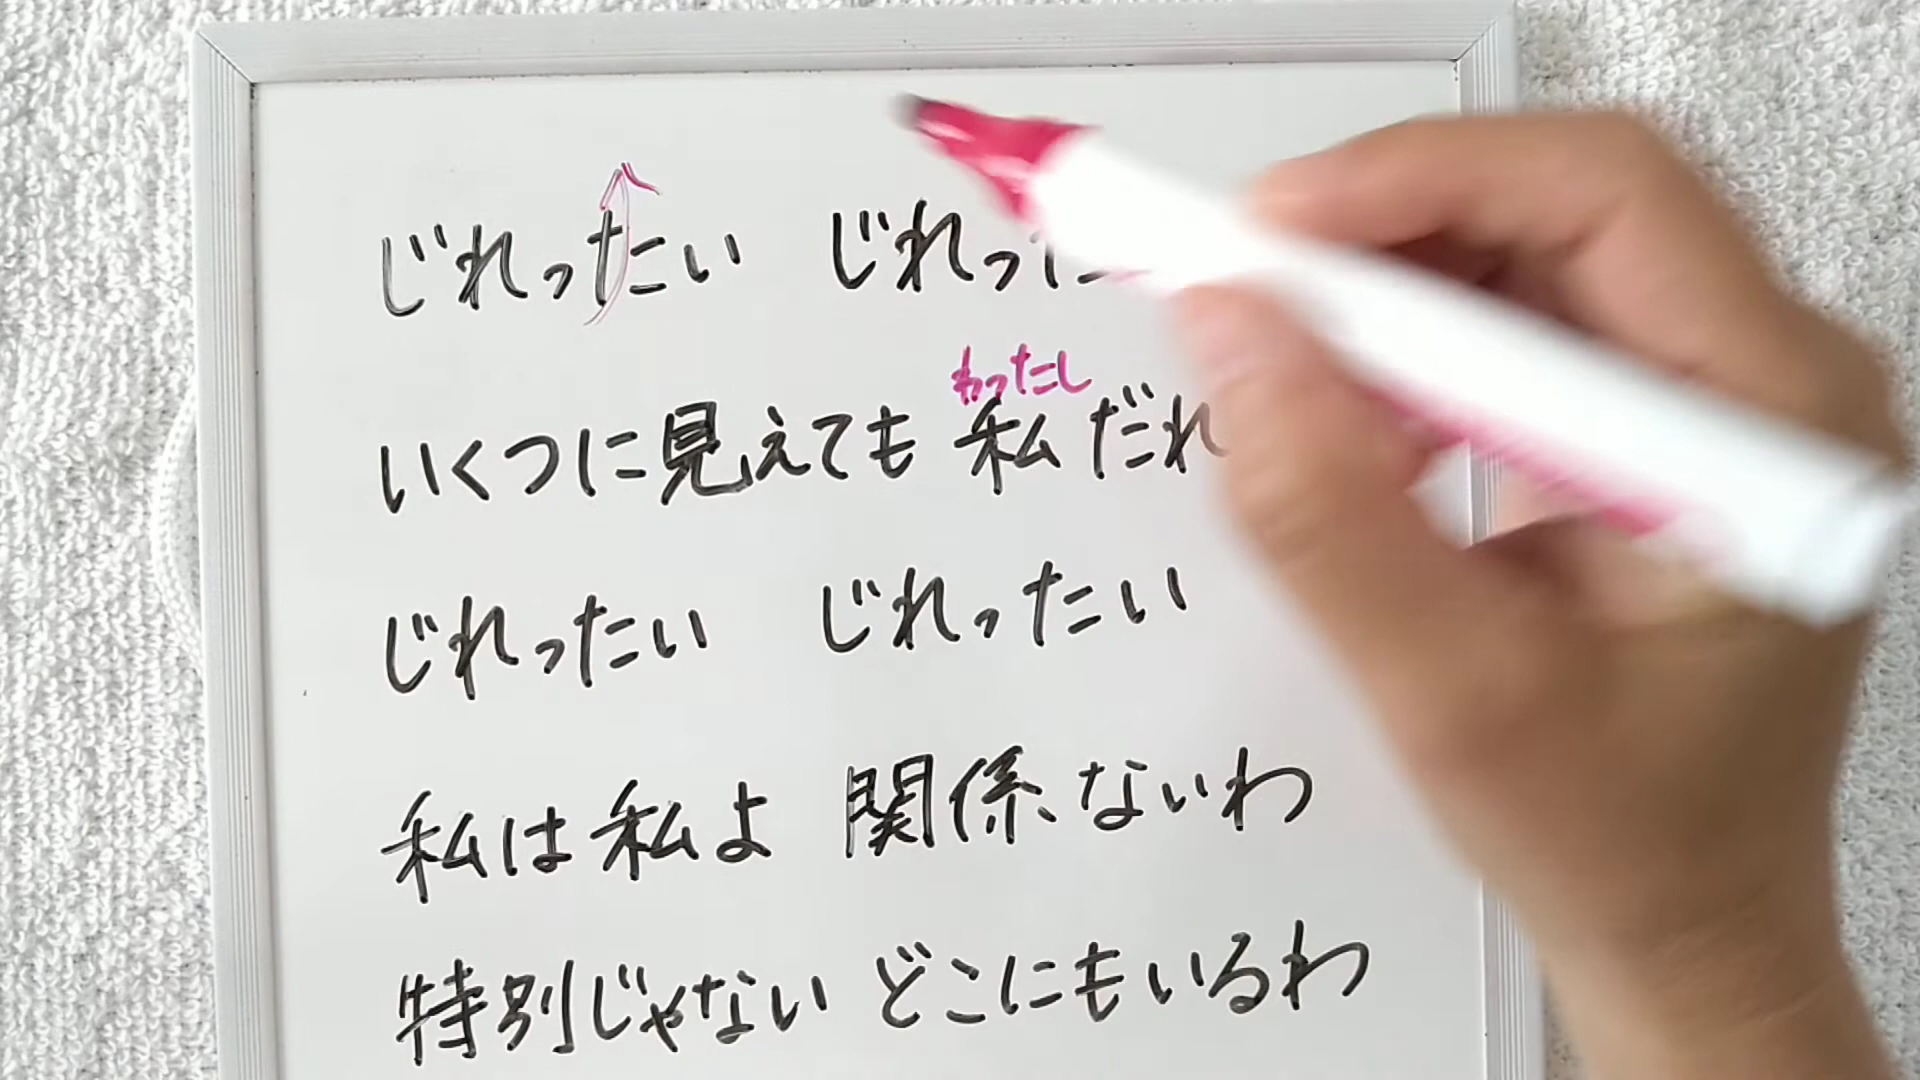 じれったい じれった
わったし
いくつに見えても 私だれ
じれったい じれったい
私は私よ 関係ないわ
特別じゃない どこにもいるわ